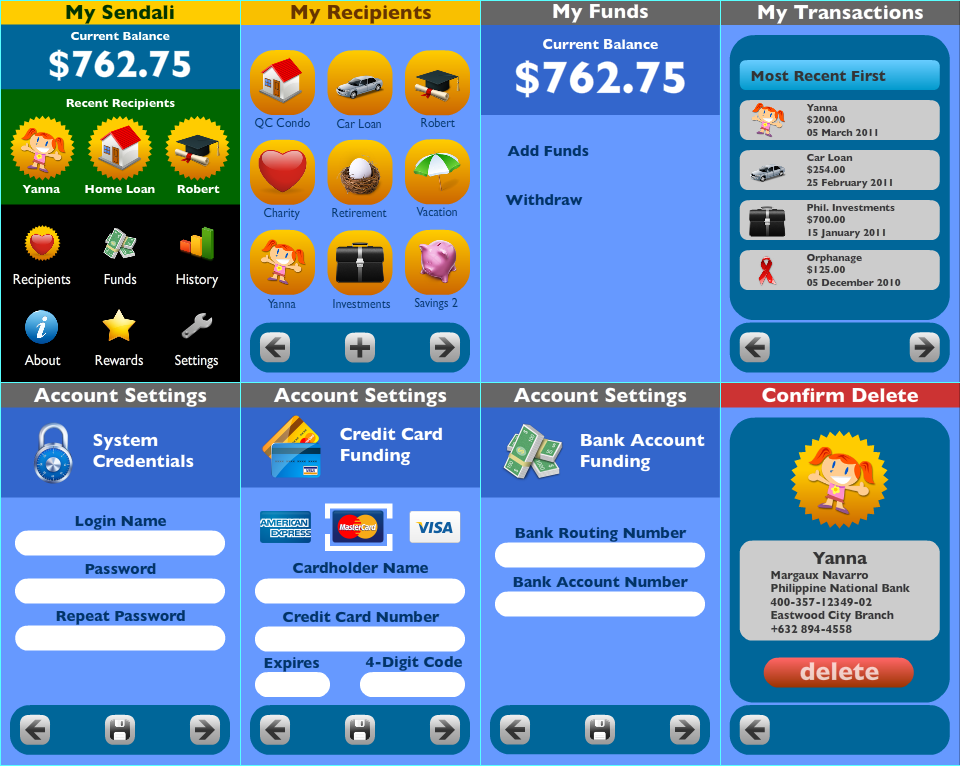 My Sendali
Current Balance
$762.75
Recent Recipients
Yanna
Home Loan
Robert
Recipients
Funds
History
About
Rewards
Settings
My Recipients
QC Condo
Car Loan
Robert
Charity
Retirement
Vacation
Yanna
Investments
Savings 2
My Funds
Current Balance
$762.75
Add Funds
Withdraw
My Transactions
Most Recent First
Yanna
$200.00
05 March 2011
Car Loan
$254.00
25 February 2011
Phil. Investments
$700.00
15 January 2011
Orphanage
$125.00
05 December 2010
Account Settings
System
Credentials
Login Name
Password
Repeat Password
Account Settings
Credit Card
Funding
AMERICAN
EXPRESS
MasterCard
VISA
Cardholder Name
Credit Card Number
Expires
4-Digit Code
Account Settings
Bank Account
Funding
Bank Routing Number
Bank Account Number
Confirm Delete
Yanna
Margaux Navarro
Philippine National Bank
400-357-12349-02
Eastwood City Branch
+632 894-4558
delete